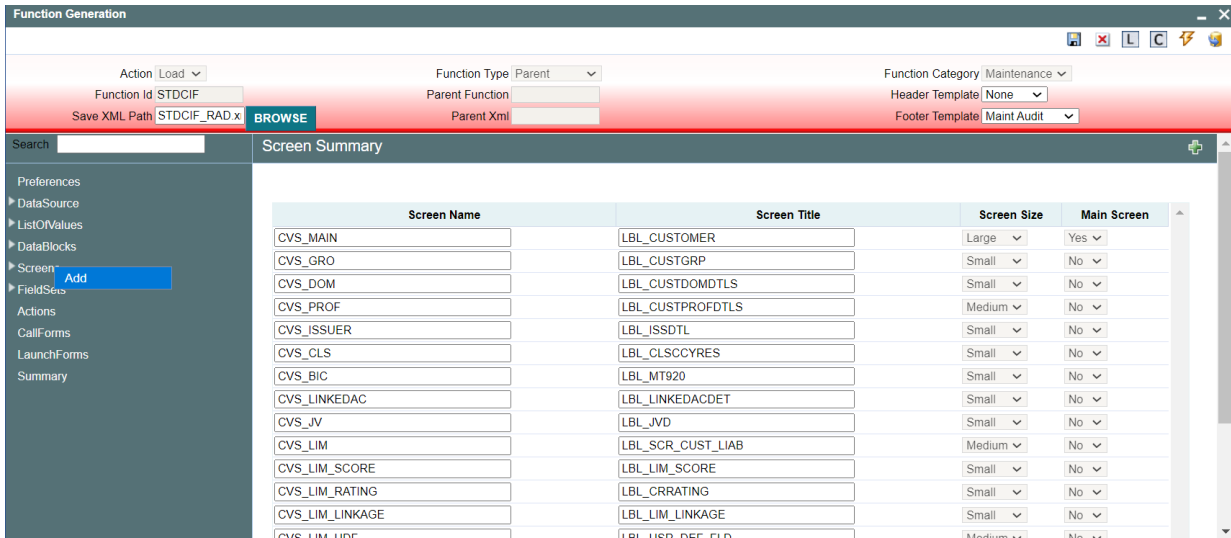 Function Generation
L C
Action Load Function Type Parent Function Category Maintenance
Function Id STDCIF Parent Function Header Template None
Save XML Path STDCIF_RAD.x BROWSE Parent Xml Footer Template Maint Audit
Search Screen Summary
Preferences
DataSource
ListOfValues
DataBlocks
Screens
Add
FieldSets
Actions
CallForms
LaunchForms
Summary
Screen Name Screen Title Screen Size Main Screen
CVS_MAIN LBL_CUSTOMER Large Yes
CVS_GRO LBL_CUSTGRP Small No
CVS_DOM LBL_CUSTDOMDTLS Small No
CVS_PROF LBL_CUSTPROFDTLS Medium No
CVS_ISSUER LBL_ISSDTL Small No
CVS_CLS LBL_CLSCCYRES Small No
CVS_BIC LBL_MT920 Small No
CVS_LINKEDAC LBL_LINKEDACDET Small No
CVS_JV LBL_JVD Small No
CVS_LIM LBL_SCR_CUST_LIAB Medium No
CVS_LIM_SCORE LBL_LIM_SCORE Small No
CVS_LIM_RATING LBL_CRRATING Small No
CVS_LIM_LINKAGE LBL_LIM_LINKAGE Small No
CVS_LIM_UDF LBL_USR_DEF_FLD Medium No